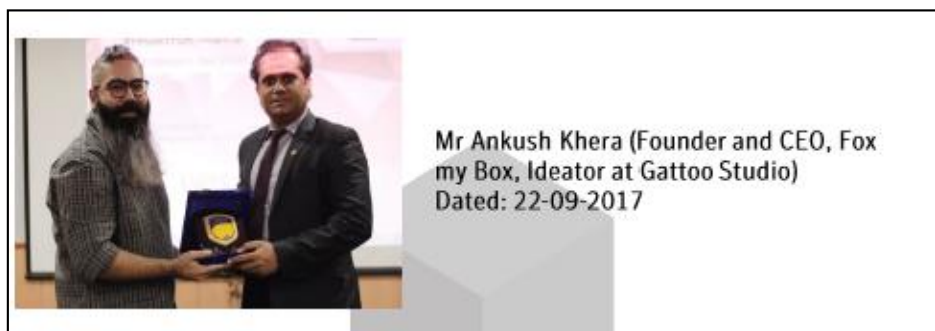 Mr Ankush Khera (Founder and CEO, Fox
my Box, Ideator at Gattoo Studio)
Dated: 22-09-2017